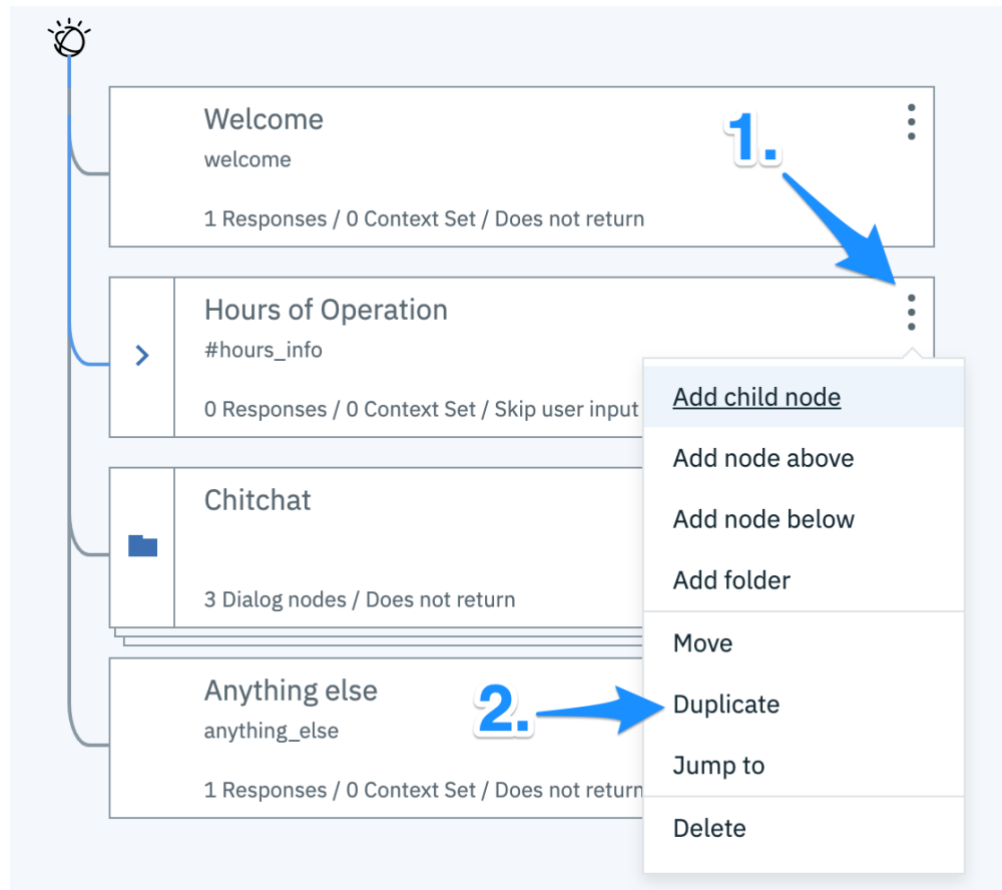 Welcome
welcome
1 Responses / 0 Context Set / Does not return
1.
Hours of Operation
#hours_info
0 Responses / 0 Context Set / Skip user input
Add child node
Add node above
Add node below
Add folder
Move
Duplicate
Jump to
Delete
Chitchat
3 Dialog nodes / Does not return
Anything else
anything_else
2.
1 Responses / 0 Context Set / Does not return